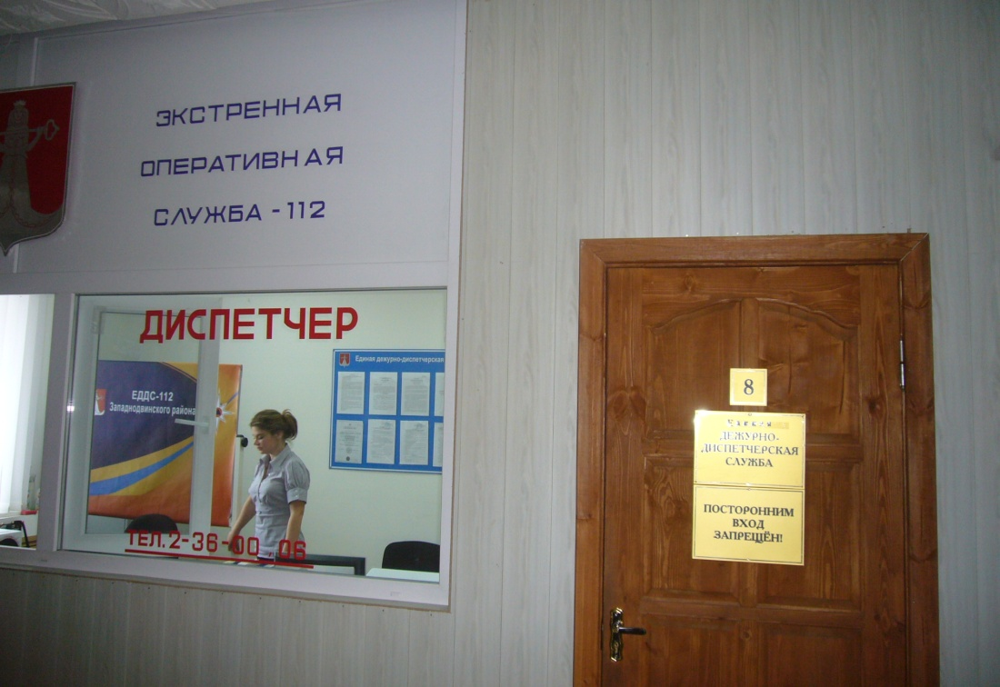 ЭКСТРЕННАЯ
ОПЕРАТИВНАЯ
СЛУЖБА - 112
ДИСПЕТЧЕР
Единая дежурно-диспетчерская
ЕДДС-112
Западнодвинского района
ТЕЛ. 2-36-00, 06
8
ДЕЖУРНО-
ДИСПЕТЧЕРСКАЯ
СЛУЖБА
ПОСТОРОННИМ
ВХОД
ЗАПРЕЩЁН!